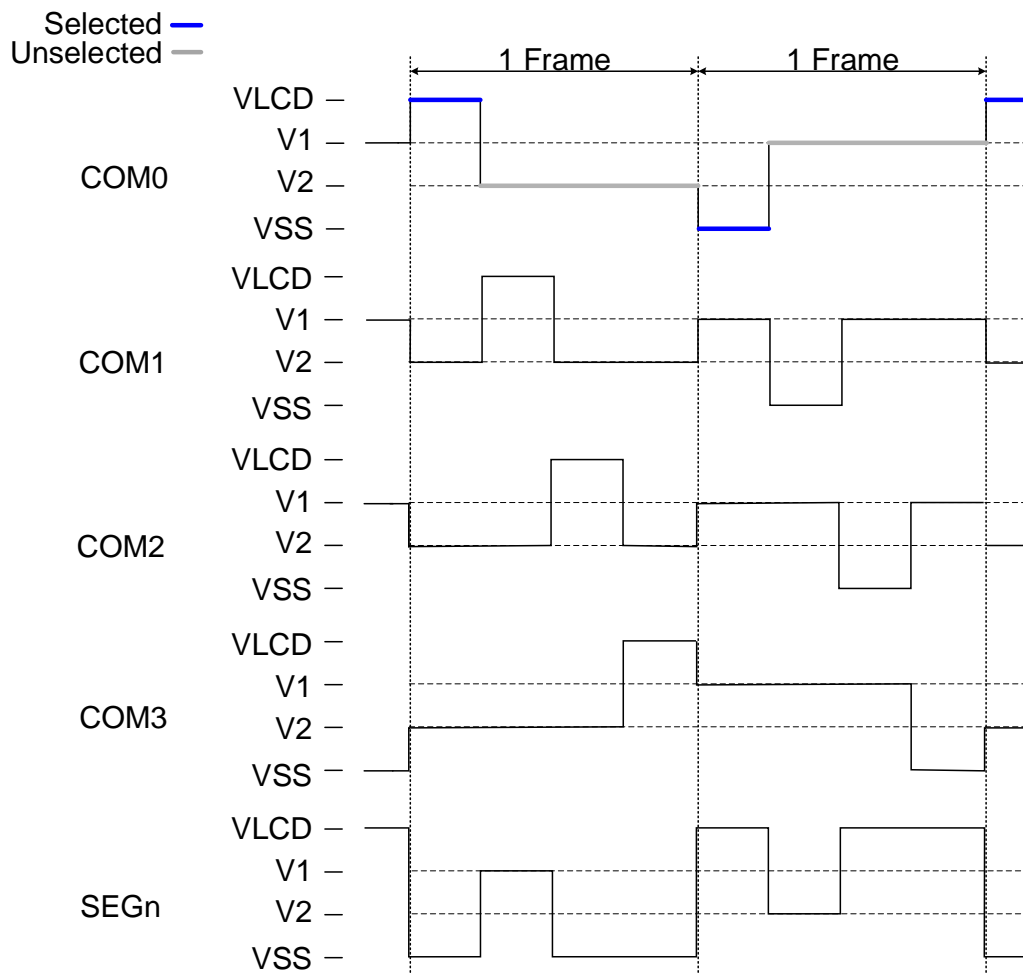 Selected
Unselected
1 Frame 1 Frame
VLCD
V1
COM0
V2
VSS
VLCD
V1
COM1
V2
VSS
VLCD
V1
COM2
V2
VSS
VLCD
V1
COM3
V2
VSS
VLCD
V1
SEGn
V2
VSS